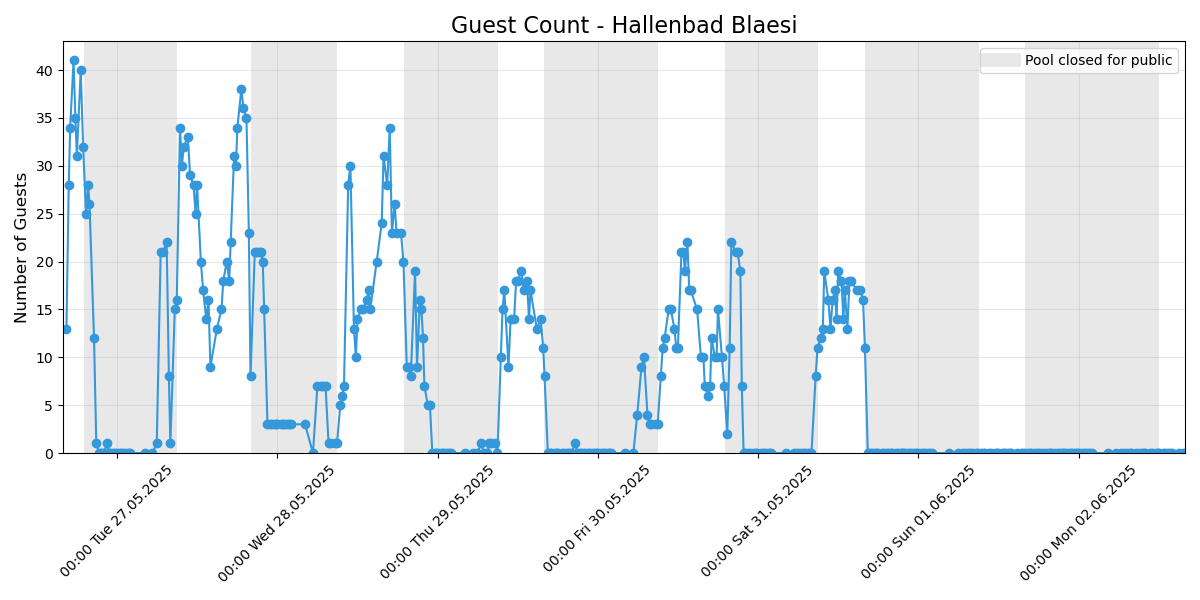 Guest Count - Hallenbad Blaesi
Pool closed for public
Number of Guests
40
35
30
25
20
15
10
5
0
00:00 Tue 27.05.2025
00:00 Wed 28.05.2025
00:00 Thu 29.05.2025
00:00 Fri 30.05.2025
00:00 Sat 31.05.2025
00:00 Sun 01.06.2025
00:00 Mon 02.06.2025